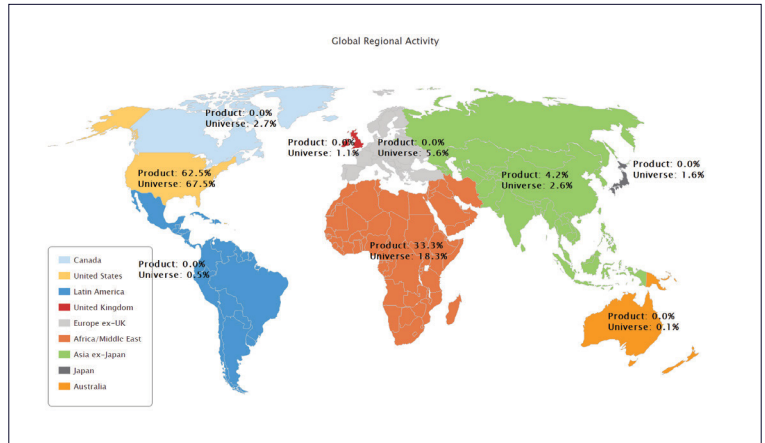 Global Regional Activity
Product: 0.0%
Universe: 2.7%
Product: 0.0%
Universe: 1.1%
Product: 0.0%
Universe: 5.6%
Product: 0.0%
Universe: 1.6%
Product: 62.5%
Universe: 67.5%
Product: 4.2%
Universe: 2.6%
Product: 33.3%
Universe: 18.3%
Product: 0.0%
Universe: 0.5%
Product: 0.0%
Universe: 0.1%
Canada
United States
Latin America
United Kingdom
Europe ex-UK
Africa/Middle East
Asia ex-Japan
Japan
Australia